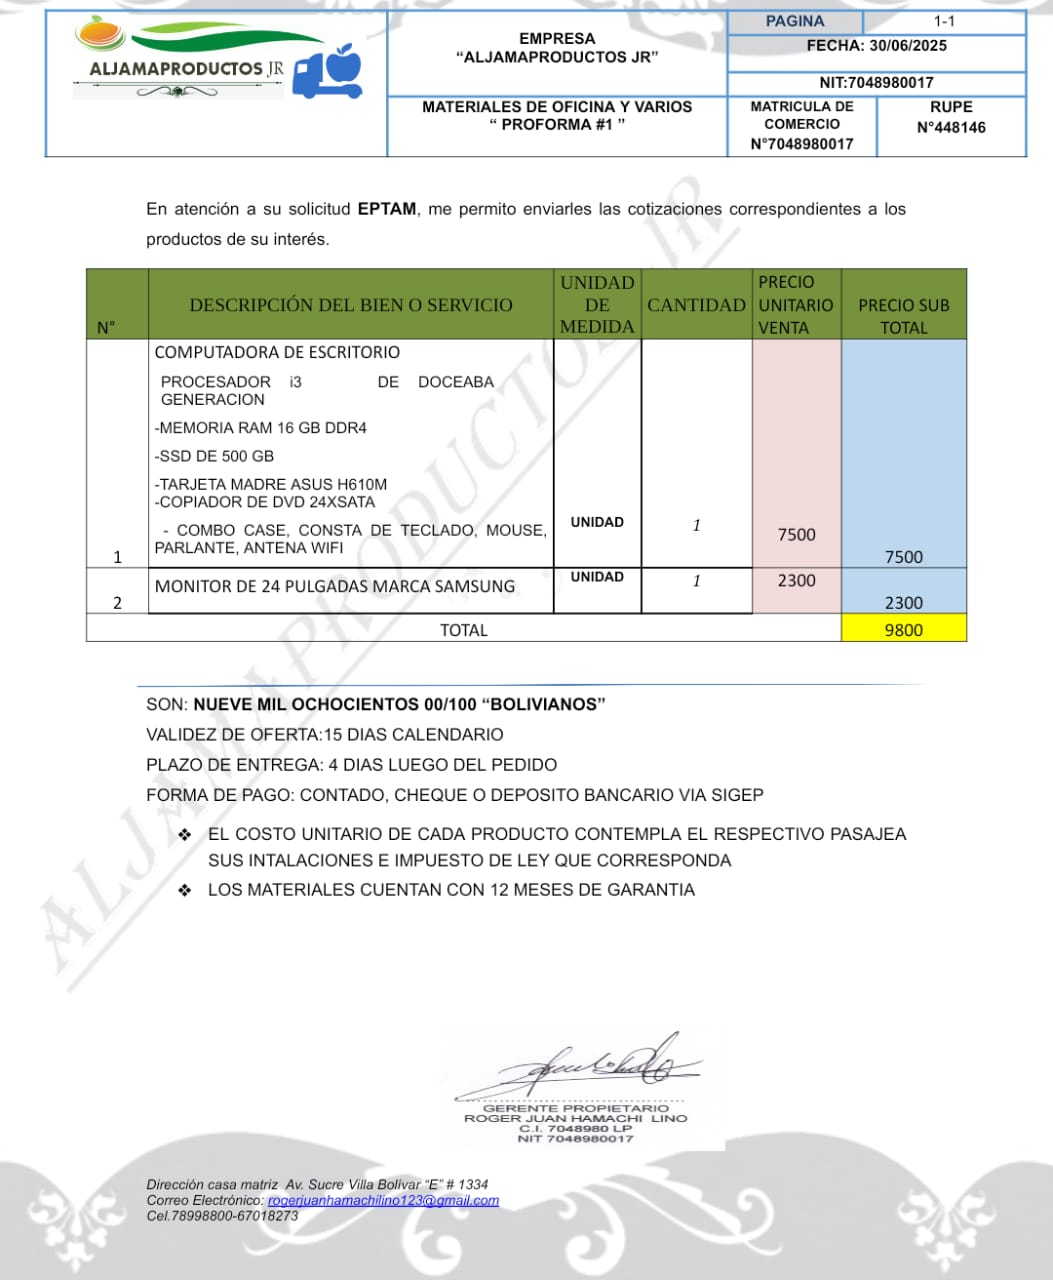 ALJAMAPRODUCTOS JR
EMPRESA
“ALJAMAPRODUCTOS JR”
MATERIALES DE OFICINA Y VARIOS
“ PROFORMA #1 ”
PAGINA 1-1
FECHA: 30/06/2025
NIT:7048980017
MATRICULA DE
COMERCIO
N°7048980017
RUPE
N°448146
En atención a su solicitud EPTAM, me permito enviarles las cotizaciones correspondientes a los
productos de su interés.
N°
DESCRIPCIÓN DEL BIEN O SERVICIO
UNIDAD
DE
MEDIDA
CANTIDAD
PRECIO
UNITARIO
VENTA
PRECIO SUB
TOTAL
1
COMPUTADORA DE ESCRITORIO
PROCESADOR i3 DE DOCEABA
GENERACION
-MEMORIA RAM 16 GB DDR4
-SSD DE 500 GB
-TARJETA MADRE ASUS H610M
-COPIADOR DE DVD 24XSATA
- COMBO CASE, CONSTA DE TECLADO, MOUSE,
PARLANTE, ANTENA WIFI
UNIDAD
1
7500
7500
2
MONITOR DE 24 PULGADAS MARCA SAMSUNG
UNIDAD
1
2300
2300
TOTAL 9800
SON: NUEVE MIL OCHOCIENTOS 00/100 “BOLIVIANOS”
VALIDEZ DE OFERTA:15 DIAS CALENDARIO
PLAZO DE ENTREGA: 4 DIAS LUEGO DEL PEDIDO
FORMA DE PAGO: CONTADO, CHEQUE O DEPOSITO BANCARIO VIA SIGEP
❖ EL COSTO UNITARIO DE CADA PRODUCTO CONTEMPLA EL RESPECTIVO PASAJEA
SUS INTALACIONES E IMPUESTO DE LEY QUE CORRESPONDA
❖ LOS MATERIALES CUENTAN CON 12 MESES DE GARANTIA
ALJAMAPRODUCTOS JR
GERENTE PROPIETARIO
ROGER JUAN HAMACHI LINO
C.I. 7048980 LP
NIT 7048980017
Dirección casa matriz Av. Sucre Villa Bolívar “E” # 1334
Correo Electrónico: rogerjuanhamachilino123@gmail.com
Cel.78998800-67018273